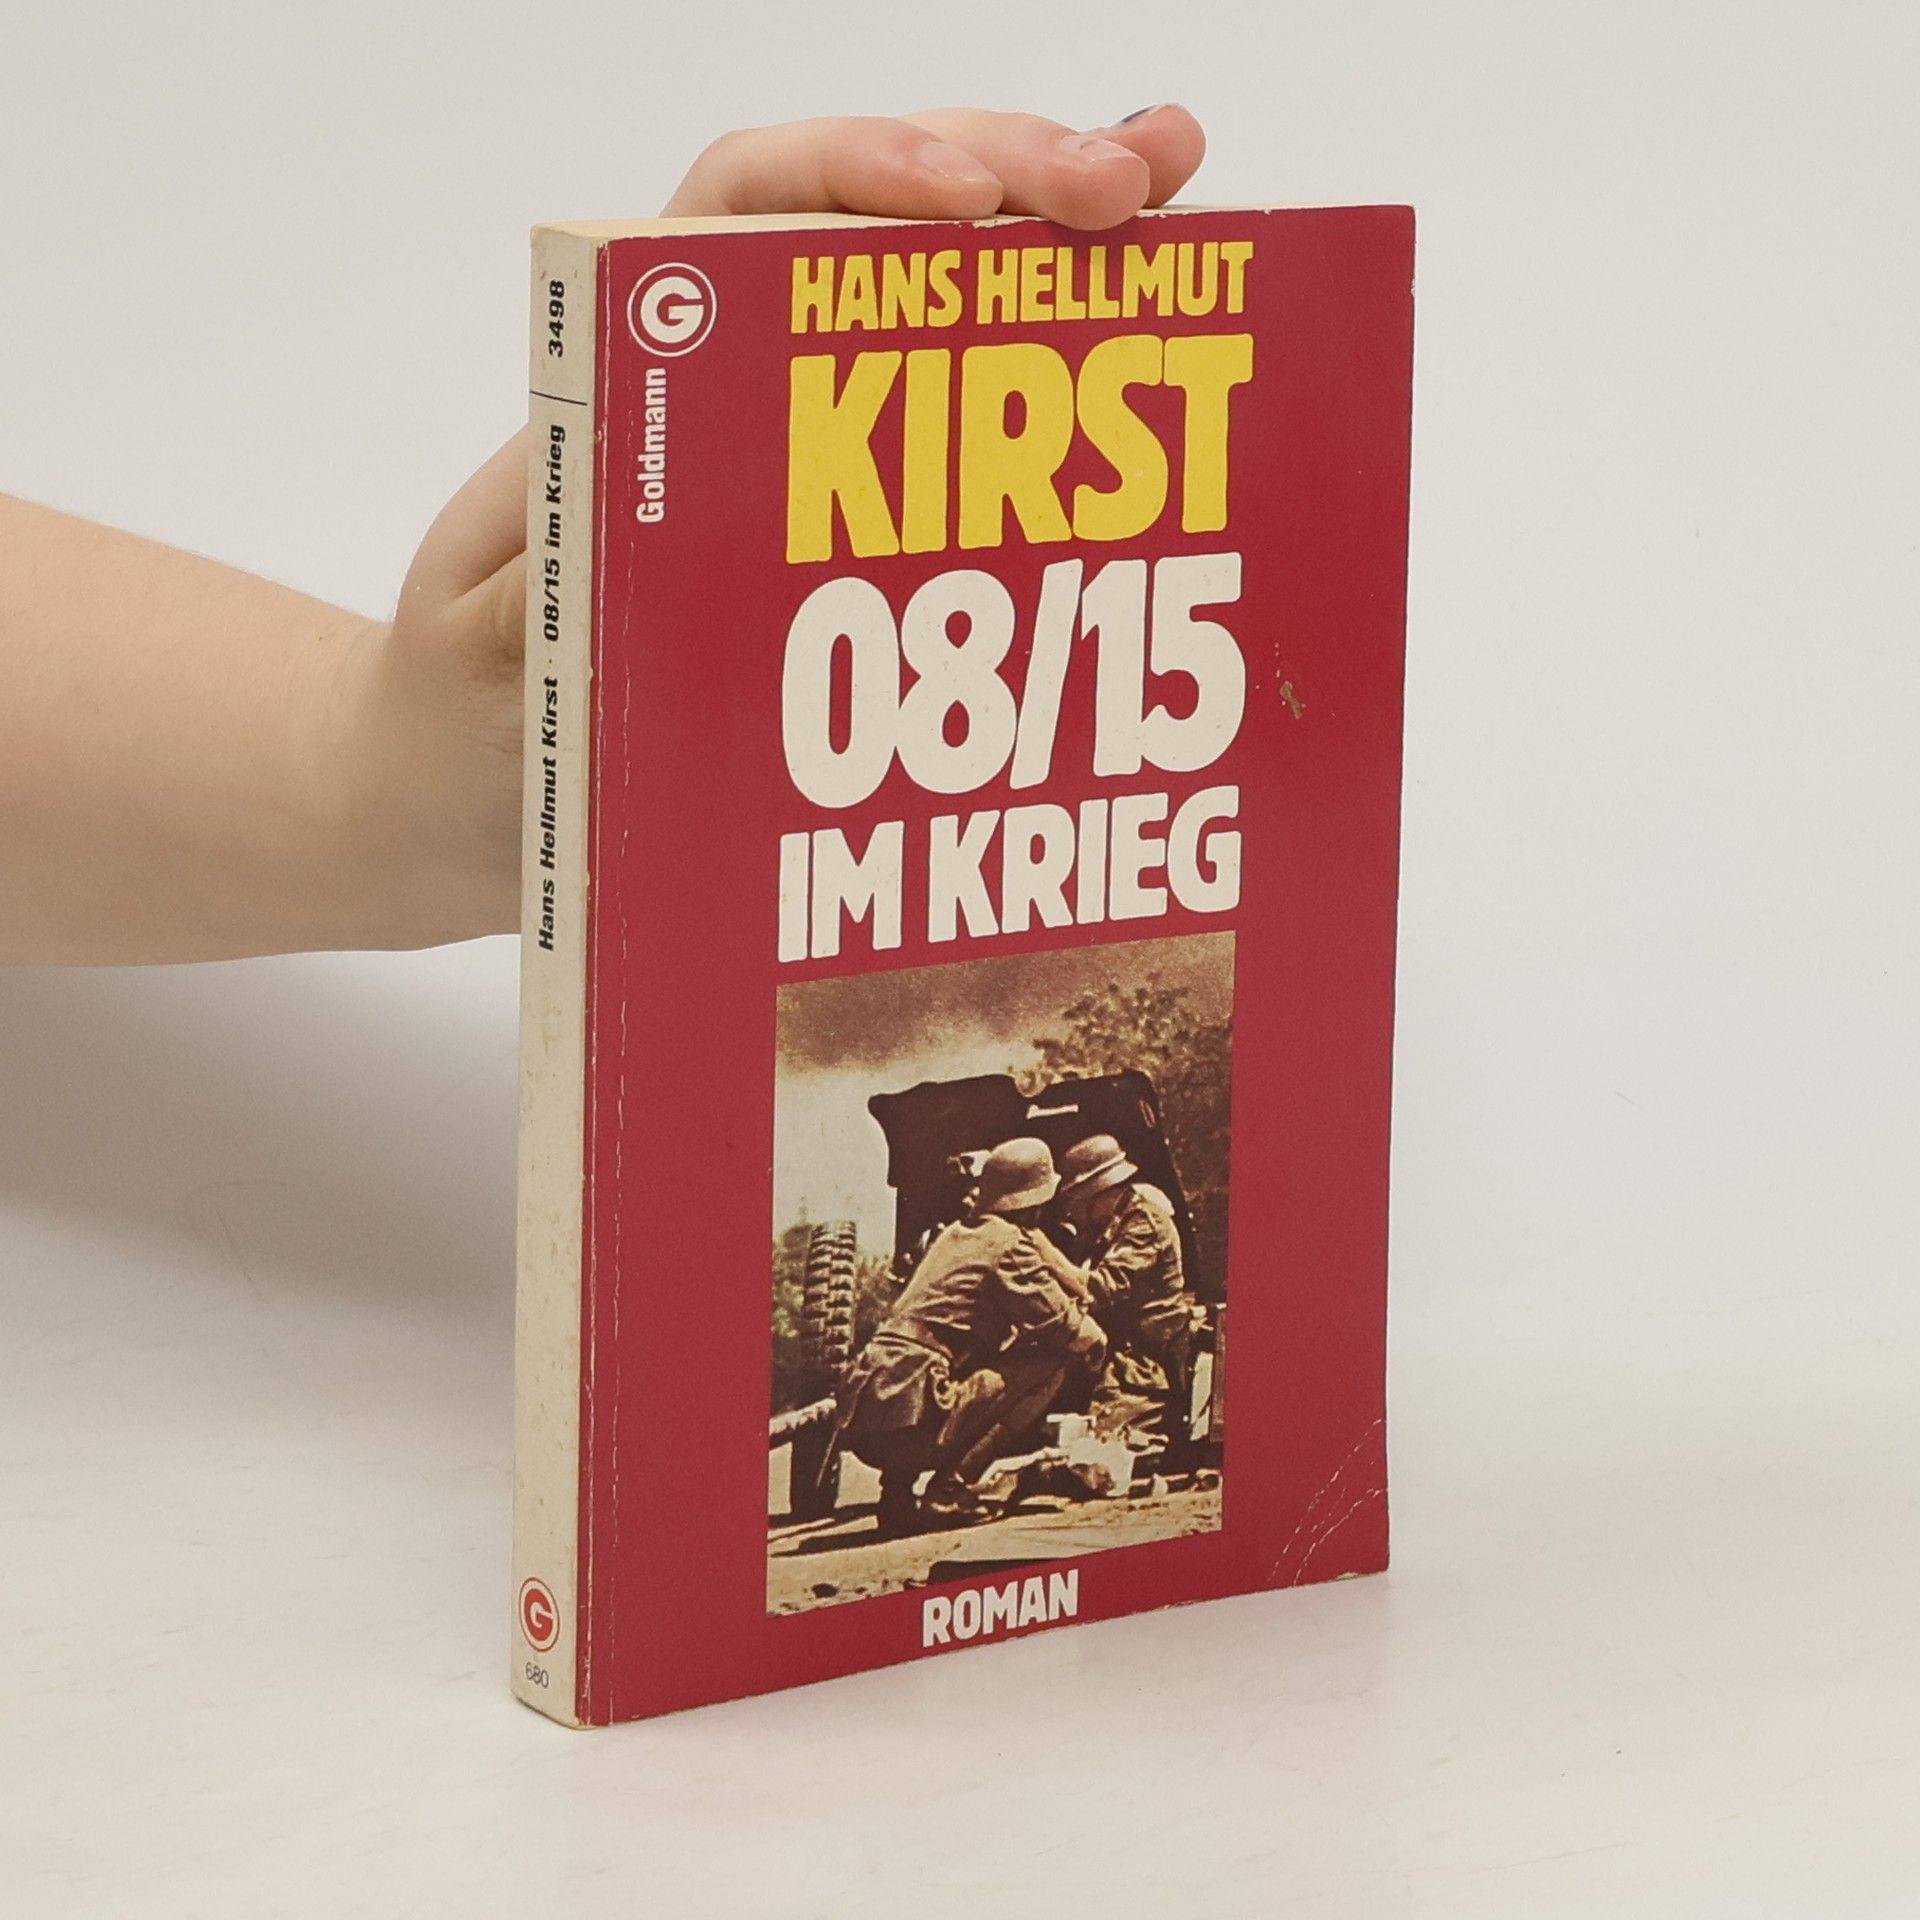 3498
Hans Hellmut Kirst · 08/15 im Krieg
G
680
G
Goldmann
HANS HELLMUT
KIRST
08/15
IM KRIEG
ROMAN